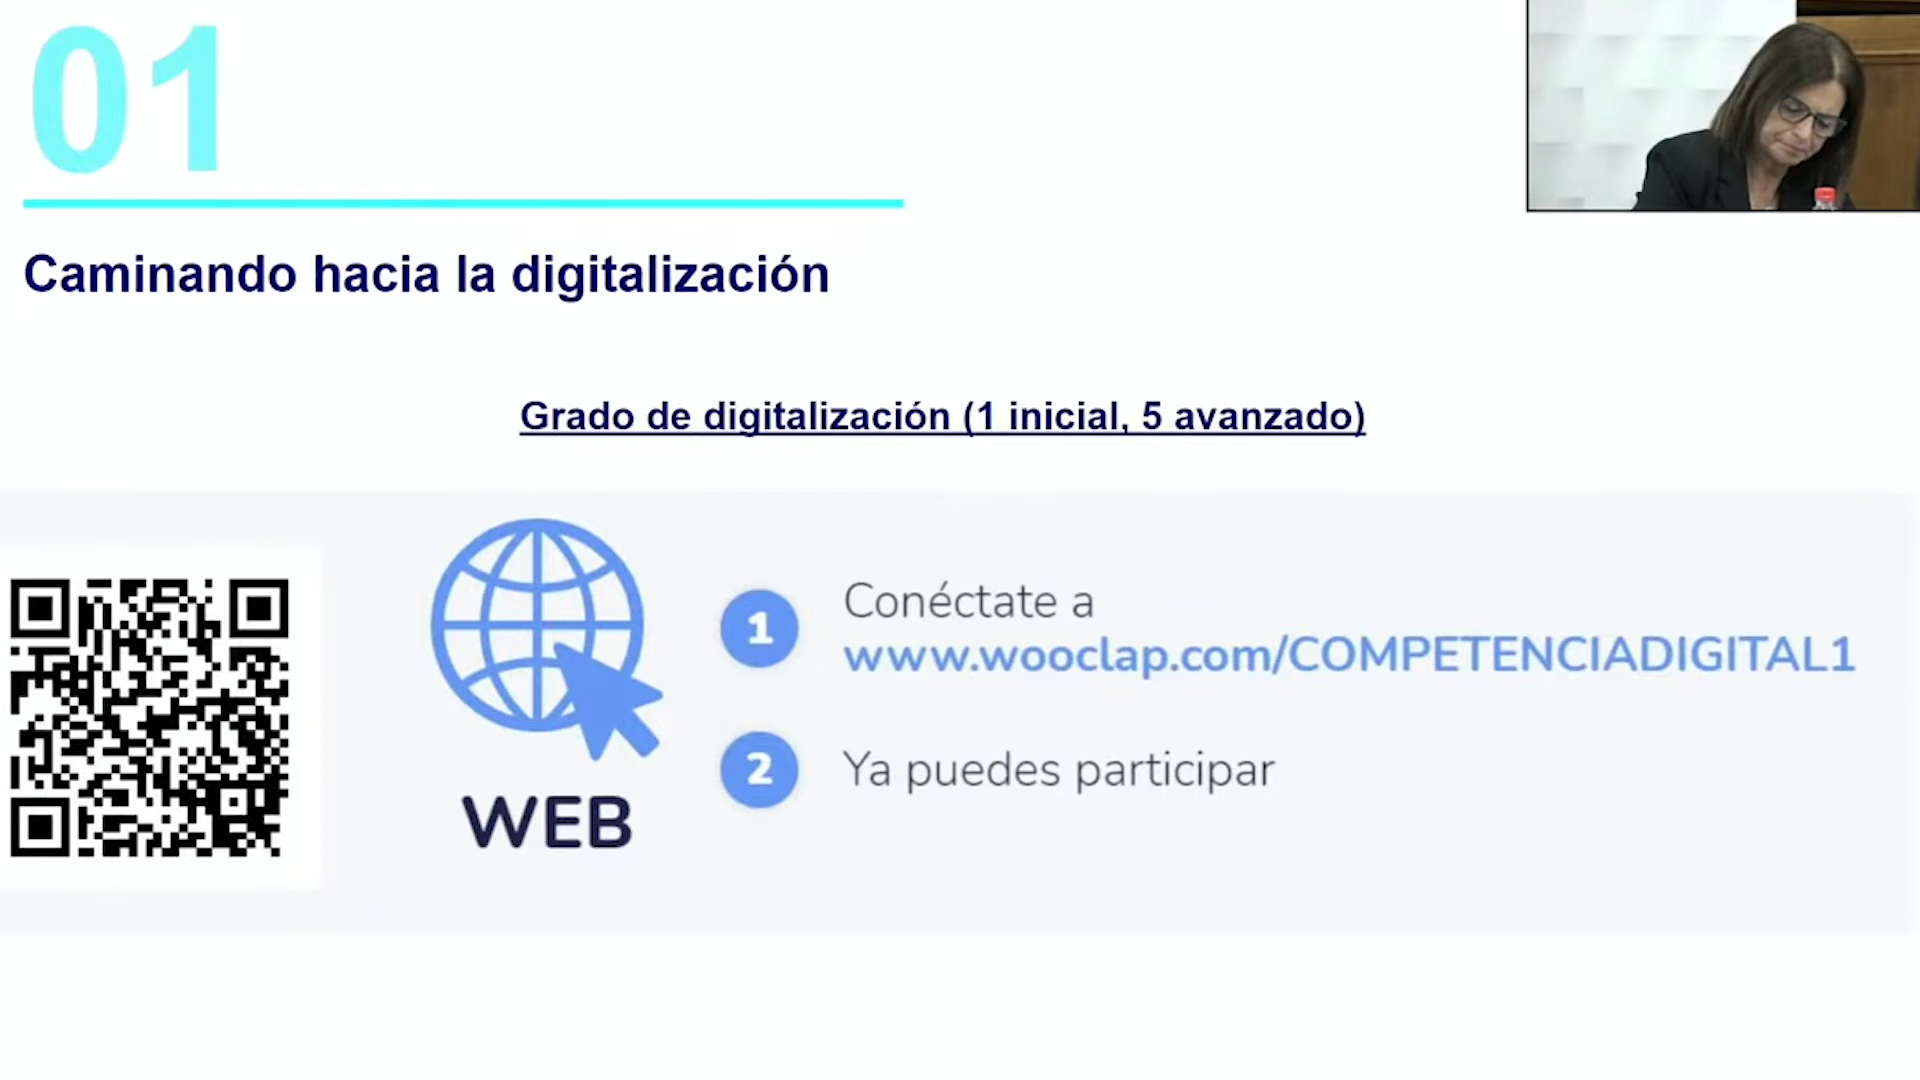 01
Caminando hacia la digitalización
Grado de digitalización (1 inicial, 5 avanzado)
1 Conéctate a
www.wooclap.com/COMPETENCIADIGITAL1
2 Ya puedes participar
WEB